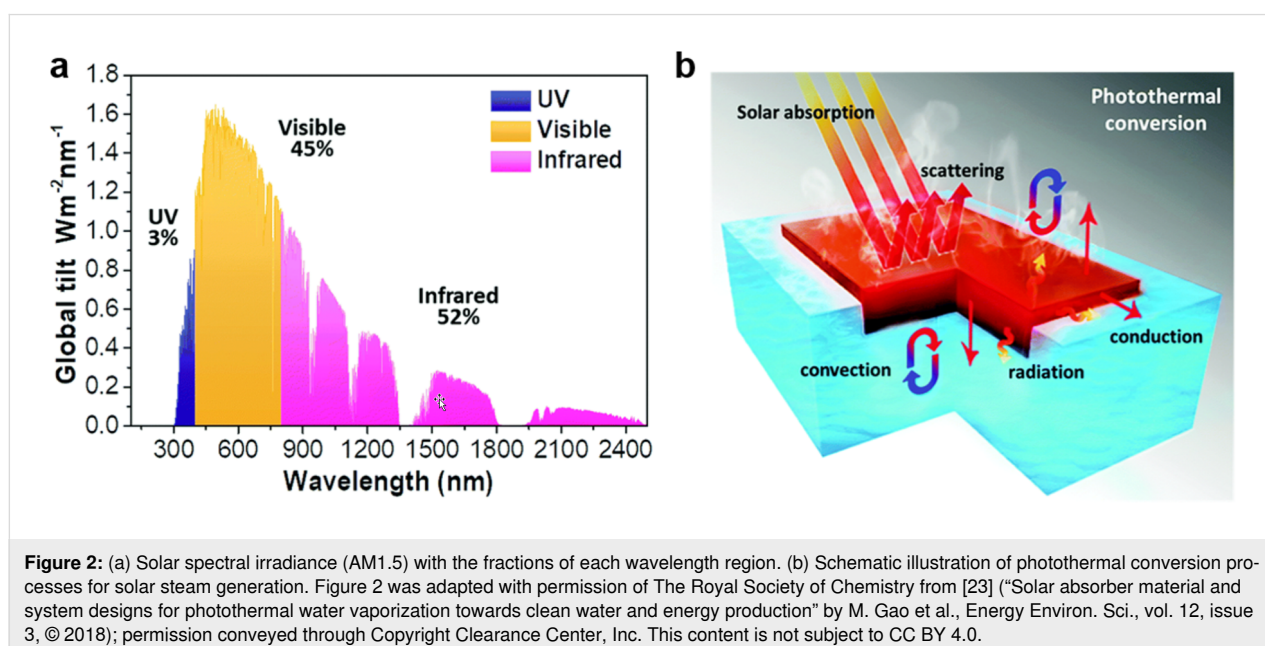 a
1.8
1.6
1.4
1.2
1.0
0.8
0.6
0.4
0.2
0.0
Global tilt Wm-2nm-1
UV
3%
Visible
45%
Infrared
52%
UV
Visible
Infrared
300 600 900 1200 1500 1800 2100 2400
Wavelength (nm)
b
Solar absorption
Photothermal
conversion
scattering
convection
radiation
conduction
Figure 2: (a) Solar spectral irradiance (AM1.5) with the fractions of each wavelength region. (b) Schematic illustration of photothermal conversion pro-
cesses for solar steam generation. Figure 2 was adapted with permission of The Royal Society of Chemistry from [23] (“Solar absorber material and
system designs for photothermal water vaporization towards clean water and energy production” by M. Gao et al., Energy Environ. Sci., vol. 12, issue
3, © 2018); permission conveyed through Copyright Clearance Center, Inc. This content is not subject to CC BY 4.0.